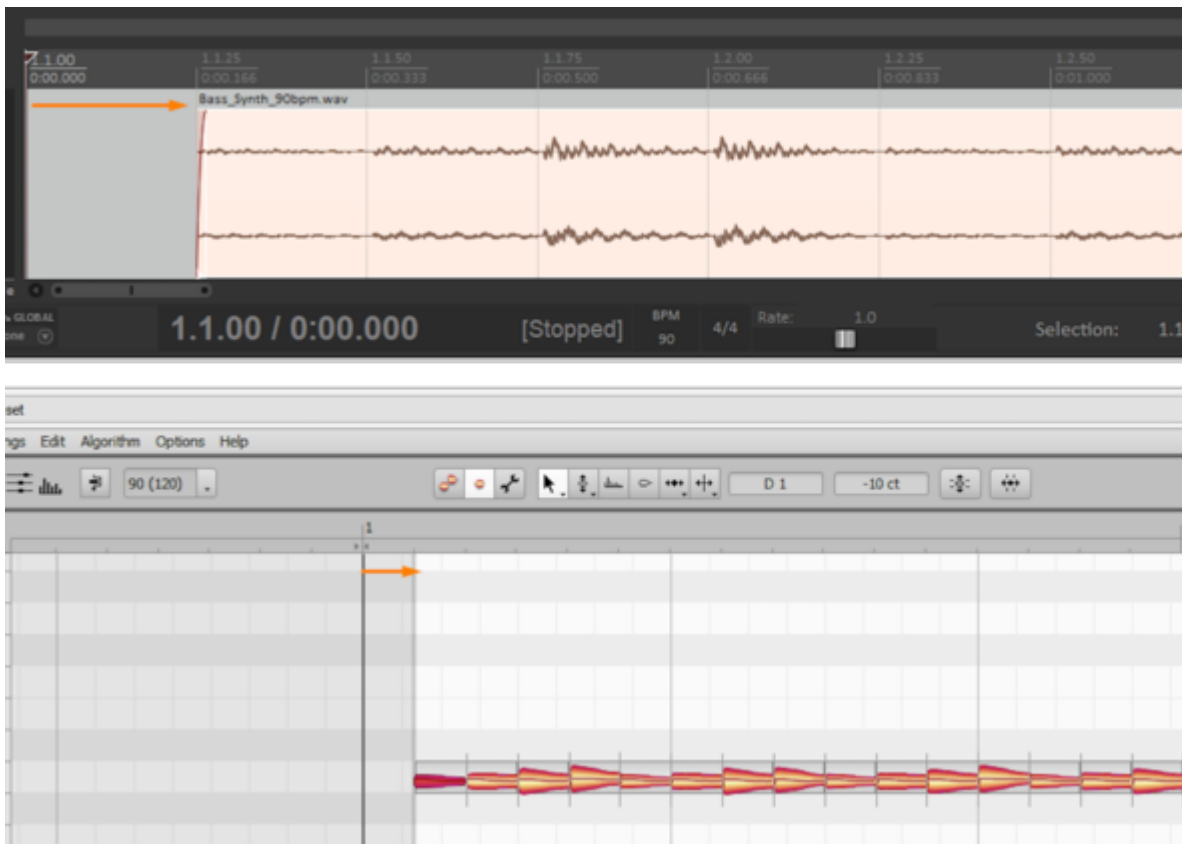 1.1.00 1.1.25 1.1.50 1.1.75 1.2.00 1.2.25 1.2.50
0:00.000 0:00.166 0:00.333 0:00.500 0:00.666 0:00.833 0:01.000
Bass_Synth_90bpm.wav
GLOBAL
one
1.1.00 / 0:00.000 [Stopped] BPM 90 4/4 Rate: 1.0 Selection: 1.1
set
ngs Edit Algorithm Options Help
90 (120) D 1 -10 ct
1